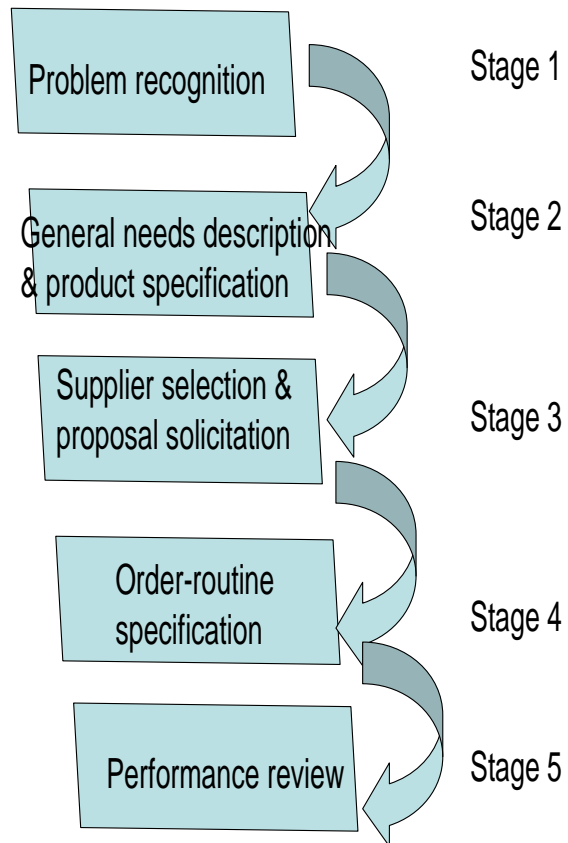 Problem recognition
Stage 1
General needs description
& product specification
Stage 2
Supplier selection &
proposal solicitation
Stage 3
Order-routine
specification
Stage 4
Performance review
Stage 5